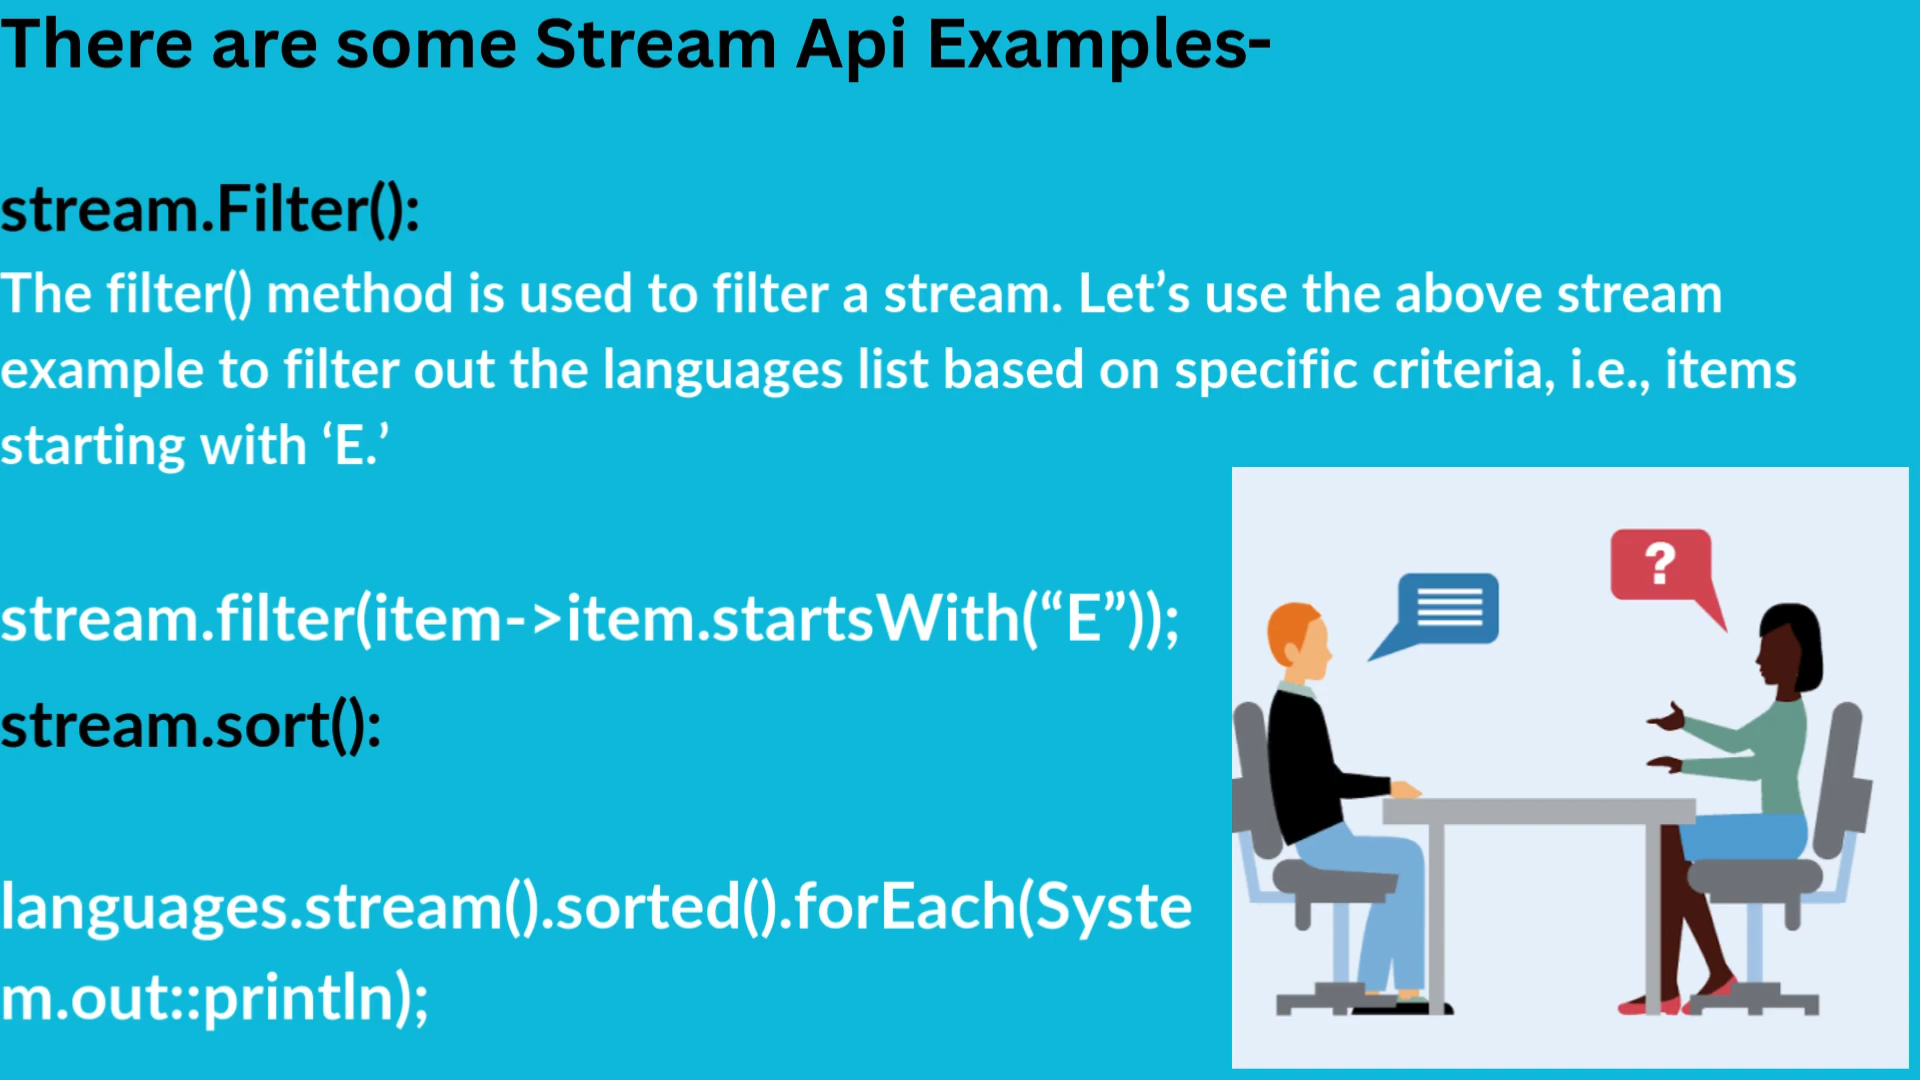 There are some Stream Api Examples-
stream.Filter():
The filter() method is used to filter a stream. Let’s use the above stream
example to filter out the languages list based on specific criteria, i.e., items
starting with ‘E.’
stream.filter(item->item.startsWith(“E”));
stream.sort():
languages.stream().sorted().forEach(Syste
m.out::println);
?